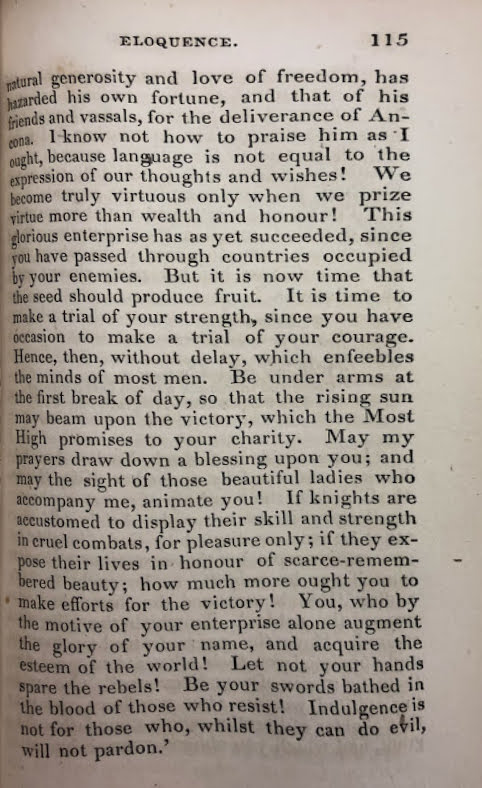 ELOQUENCE. 115
natural generosity and love of freedom, has
hazarded his own fortune, and that of his
friends and vassals, for the deliverance of An-
cona. I know not how to praise him as I
ought, because language is not equal to the
expression of our thoughts and wishes! We
become truly virtuous only when we prize
virtue more than wealth and honour! This
glorious enterprise has as yet succeeded, since
you have passed through countries occupied
by your enemies. But it is now time that
the seed should produce fruit. It is time to
make a trial of your strength, since you have
occasion to make a trial of your courage.
Hence, then, without delay, which enfeebles
the minds of most men. Be under arms at
the first break of day, so that the rising sun
may beam upon the victory, which the Most
High promises to your charity. May my
prayers draw down a blessing upon you; and
may the sight of those beautiful ladies who
accompany me, animate you! If knights are
accustomed to display their skill and strength
in cruel combats, for pleasure only; if they ex-
pose their lives in honour of scarce-remem-
bered beauty; how much more ought you to
make efforts for the victory! You, who by
the motive of your enterprise alone augment
the glory of your name, and acquire the
esteem of the world! Let not your hands
spare the rebels! Be your swords bathed in
the blood of those who resist! Indulgence is
not for those who, whilst they can do evil,
will not pardon.'